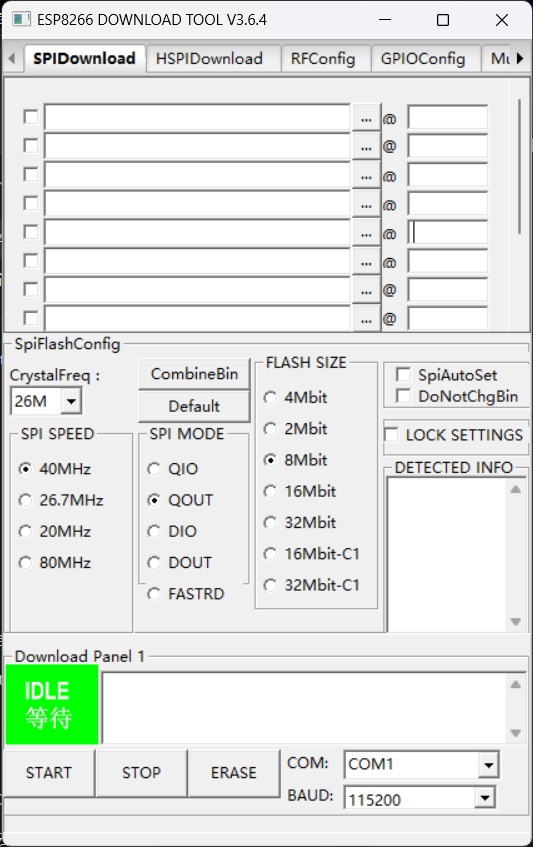 ESP8266 DOWNLOAD TOOL V3.6.4
SPIDownload HSPIDownload RFConfig GPIOConfig Mu
... @
... @
... @
... @
... @
... @
... @
... @
SpiFlashConfig
CrystalFreq :
26M
CombineBin
Default
SPI SPEED
40MHz
26.7MHz
20MHz
80MHz
SPI MODE
QIO
QOUT
DIO
DOUT
FASTRD
FLASH SIZE
4Mbit
2Mbit
8Mbit
16Mbit
32Mbit
16Mbit-C1
32Mbit-C1
SpiAutoSet
DoNotChgBin
LOCK SETTINGS
DETECTED INFO
Download Panel 1
IDLE
等待
START STOP ERASE
COM: COM1
BAUD: 115200